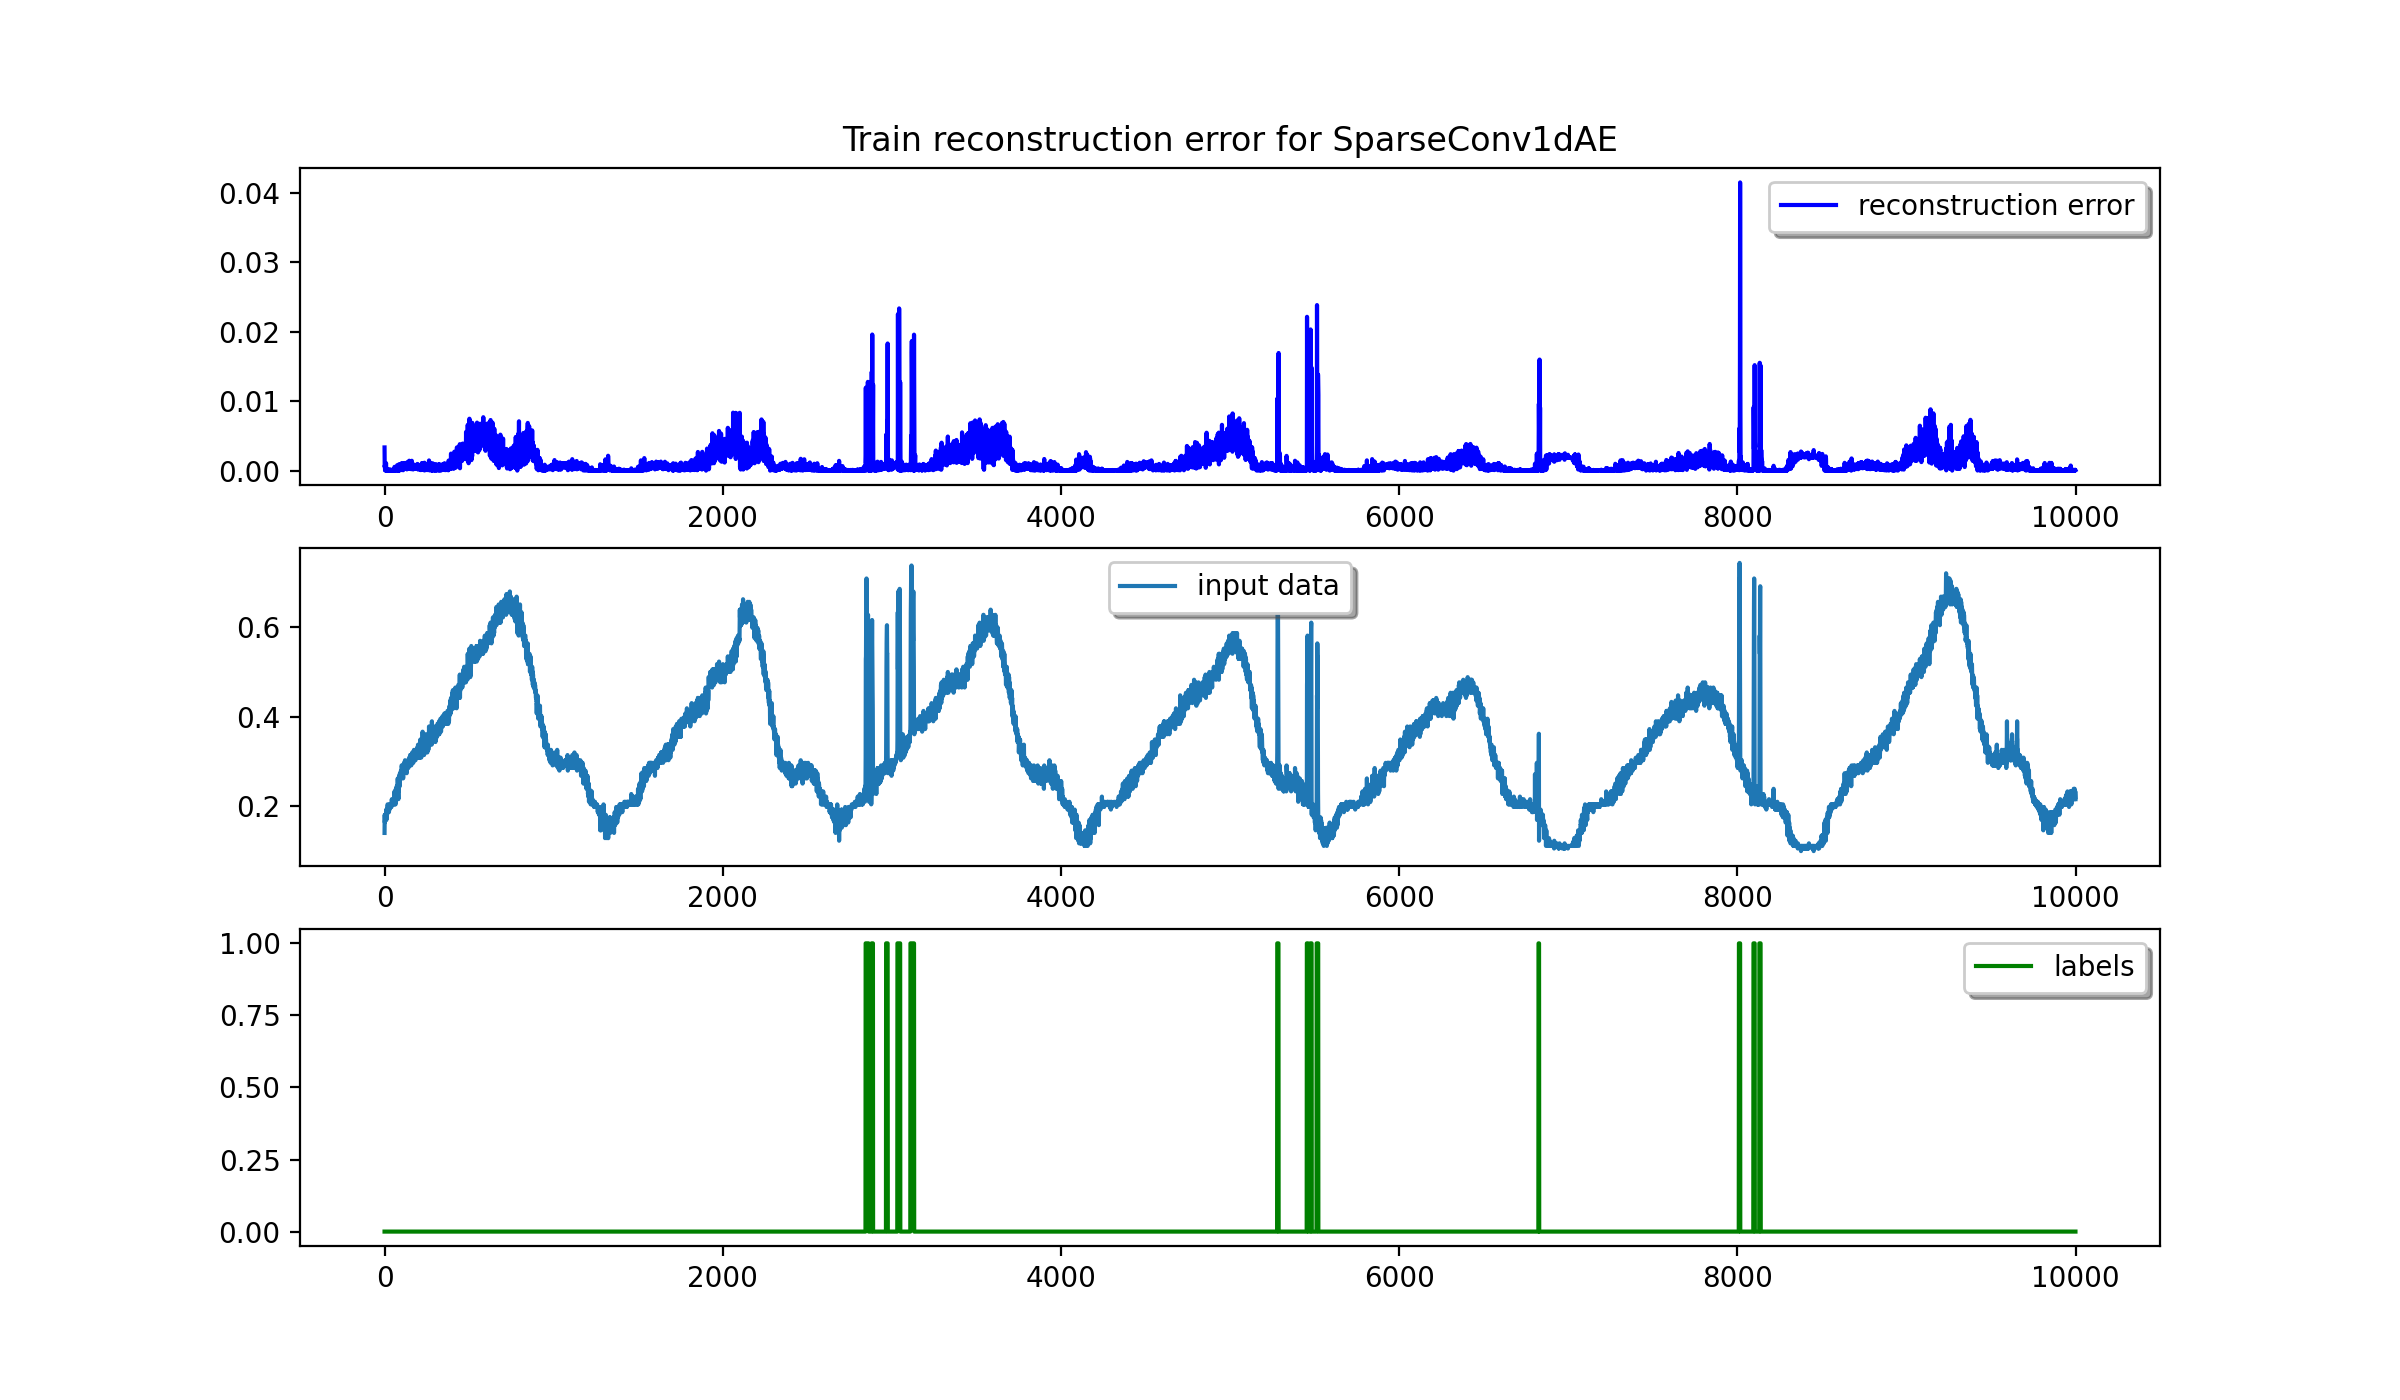 Train reconstruction error for SparseConv1dAE
0.04
0.03
0.02
0.01
0.00
reconstruction error
0 2000 4000 6000 8000 10000
0.6
0.4
0.2
input data
0 2000 4000 6000 8000 10000
1.00
0.75
0.50
0.25
0.00
labels
0 2000 4000 6000 8000 10000